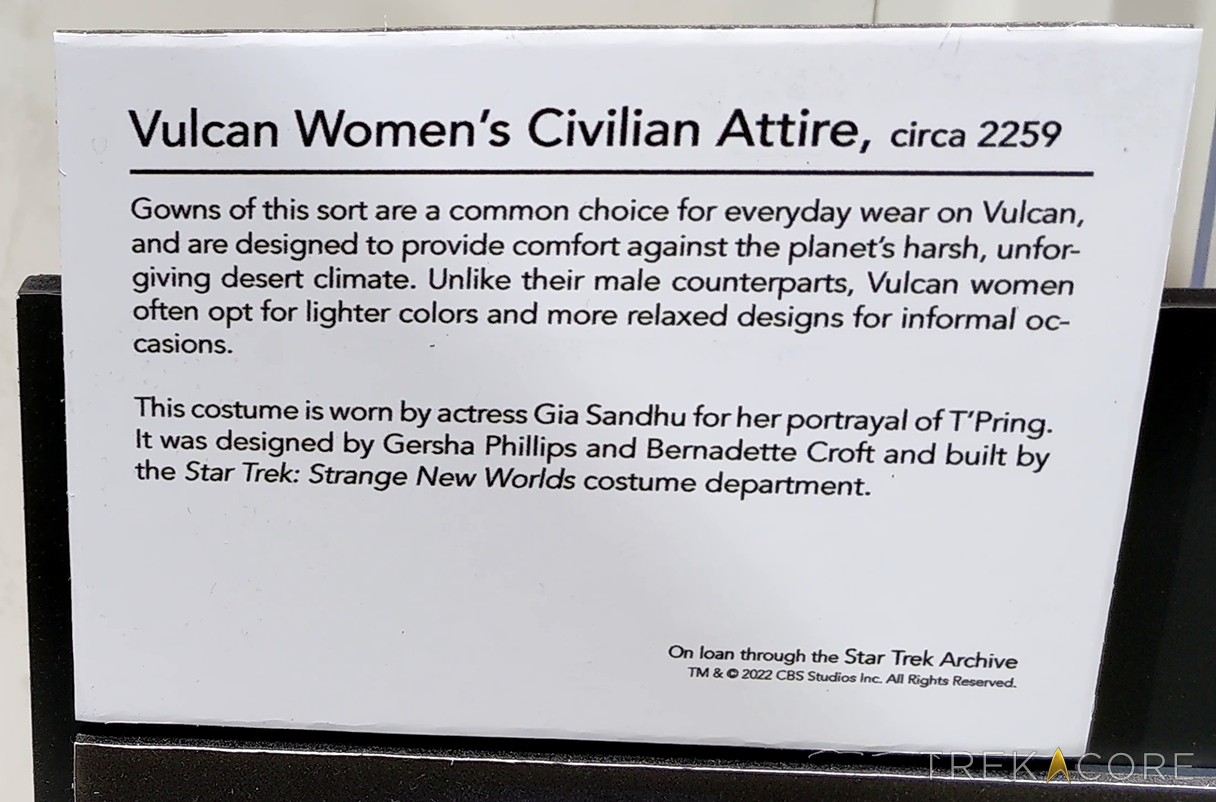 Vulcan Women's Civilian Attire, circa 2259
Gowns of this sort are a common choice for everyday wear on Vulcan,
and are designed to provide comfort against the planet's harsh, unfor-
giving desert climate. Unlike their male counterparts, Vulcan women
often opt for lighter colors and more relaxed designs for informal oc-
casions.
This costume is worn by actress Gia Sandhu for her portrayal of T'Pring.
It was designed by Gersha Phillips and Bernadette Croft and built by
the Star Trek: Strange New Worlds costume department.
On loan through the Star Trek Archive
TM & © 2022 CBS Studios Inc. All Rights Reserved.
TREKCORE